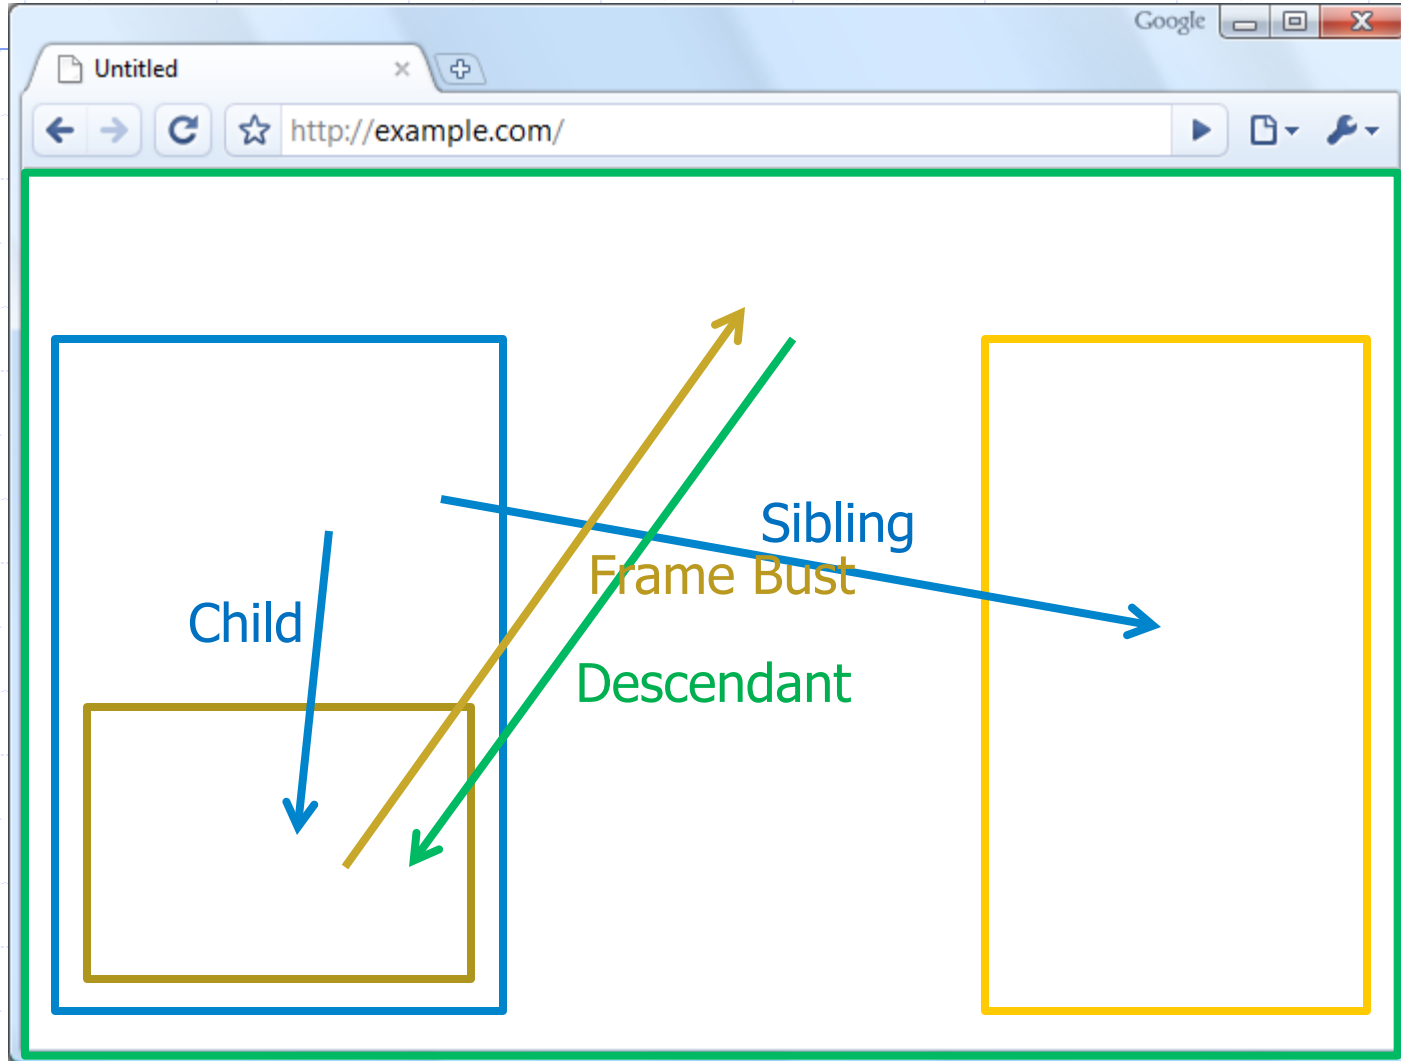 Google
Untitled
http://example.com/
Sibling
Frame Bust
Child
Descendant